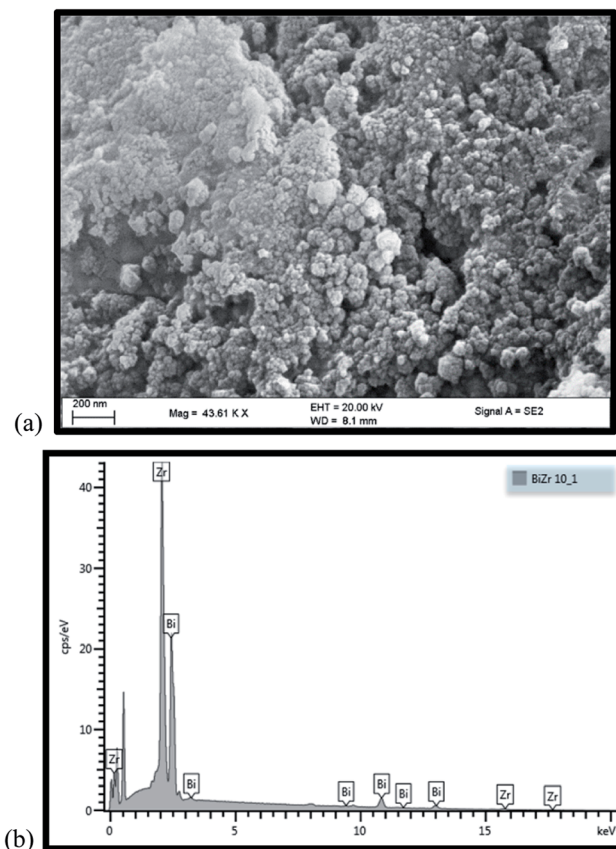 200 nm
Mag = 43.61 K X
EHT = 20.00 kV
WD = 8.1 mm
Signal A = SE2
(a)
BiZr 10_1
cps/eV
40
30
20
10
0
Zr
Bi
Zr
Bi
Bi
Bi
Bi
Bi
Zr
Zr
0
5
10
15
keV
(b)